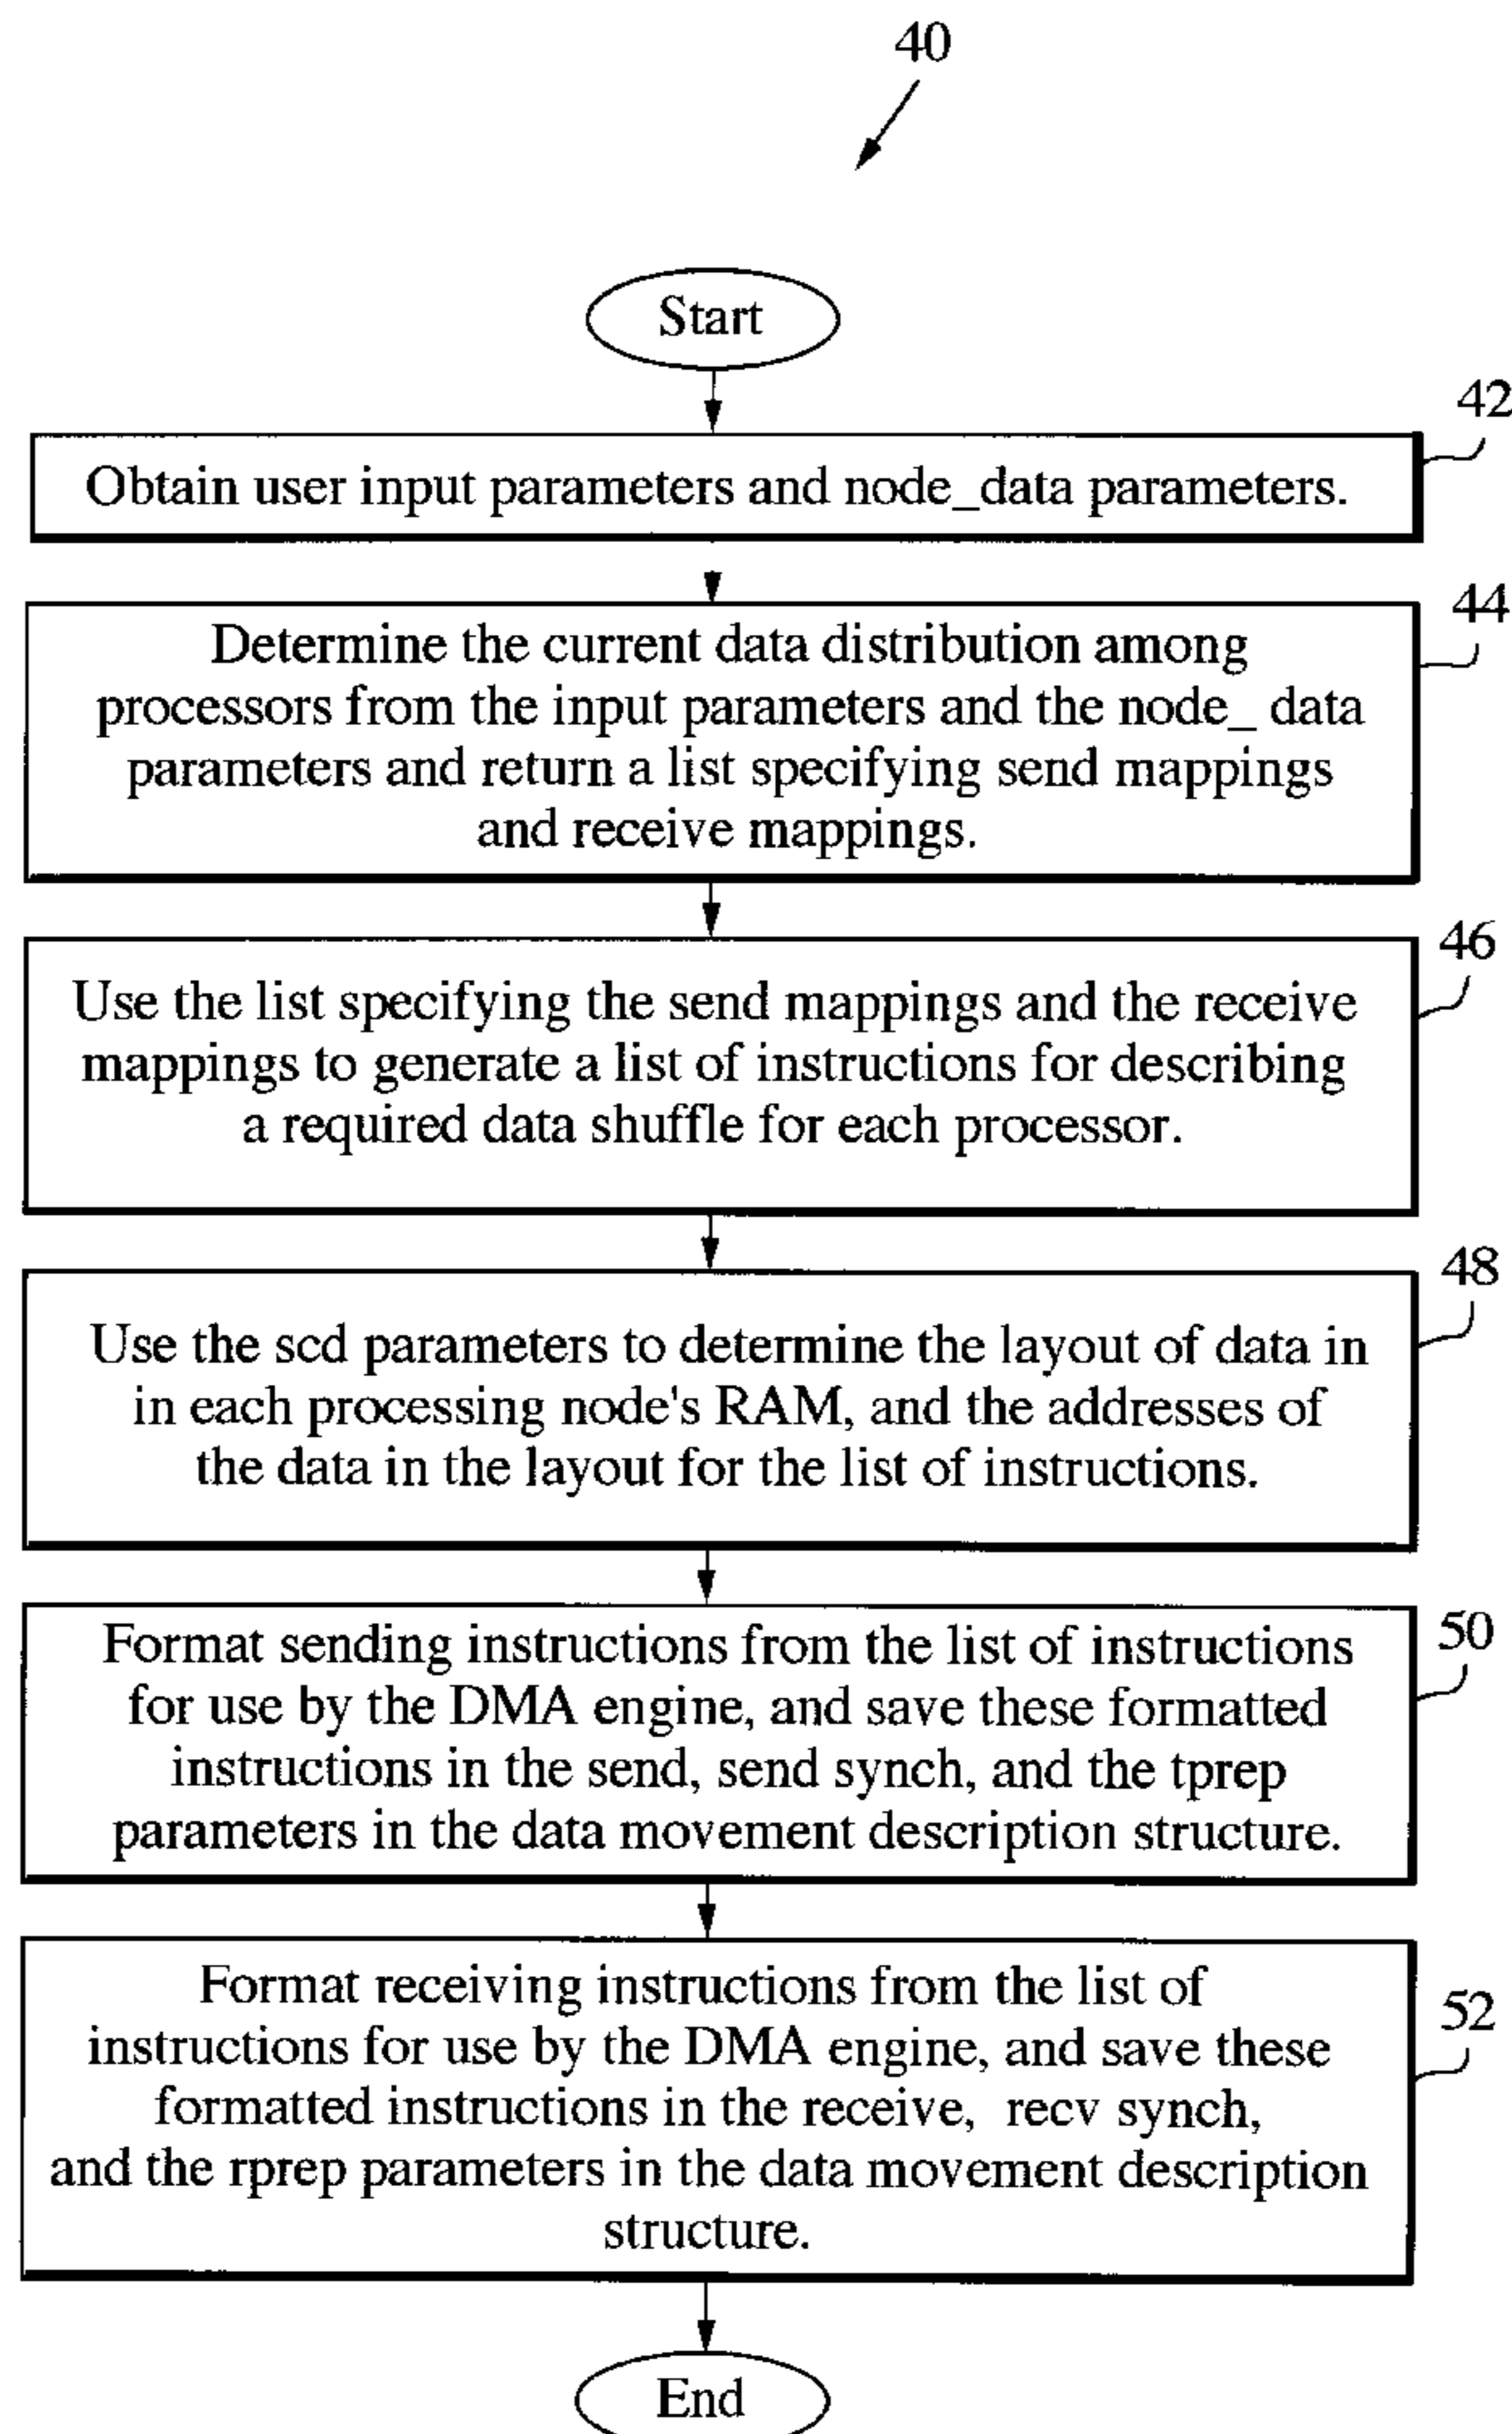 40
Start
42
Obtain user input parameters and node_data parameters.
44
Determine the current data distribution among
processors from the input parameters and the node_ data
parameters and return a list specifying send mappings
and receive mappings.
46
Use the list specifying the send mappings and the receive
mappings to generate a list of instructions for describing
a required data shuffle for each processor.
48
Use the scd parameters to determine the layout of data in
in each processing node's RAM, and the addresses of
the data in the layout for the list of instructions.
50
Format sending instructions from the list of instructions
for use by the DMA engine, and save these formatted
instructions in the send, send synch, and the tprep
parameters in the data movement description structure.
52
Format receiving instructions from the list of
instructions for use by the DMA engine, and save these
formatted instructions in the receive, recv synch,
and the rprep parameters in the data movement description
structure.
End